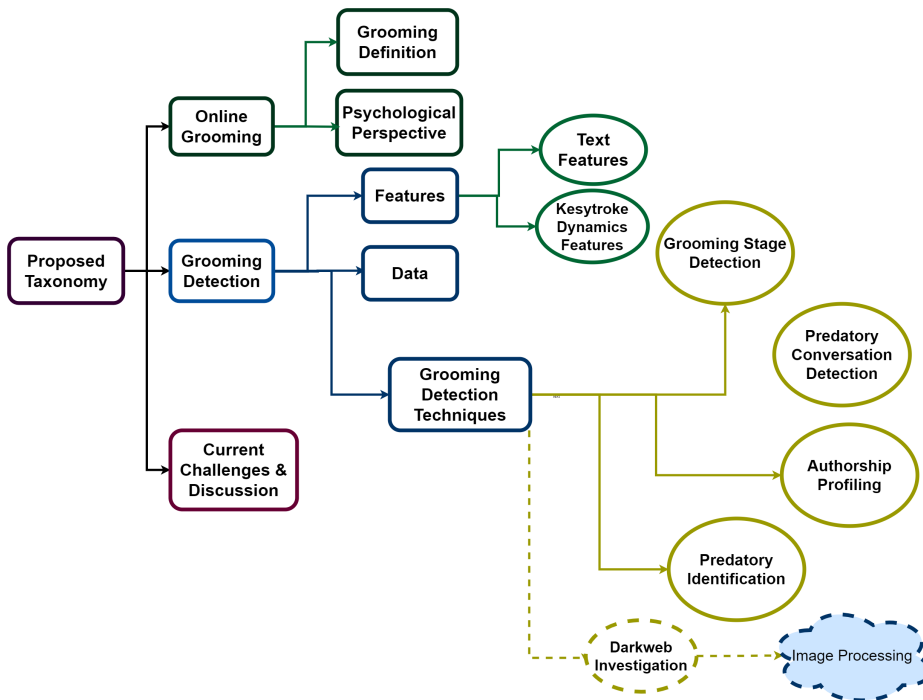 Grooming
Definition
Online
Grooming
Psychological
Perspective
Text
Features
Features
Kesytroke
Dynamics
Features
Grooming Stage
Detection
Proposed
Taxonomy
Grooming
Detection
Data
Predatory
Conversation
Detection
Grooming
Detection
Techniques
Current
Challenges &
Discussion
Authorship
Profiling
Predatory
Identification
Darkweb
Investigation
Image Processing